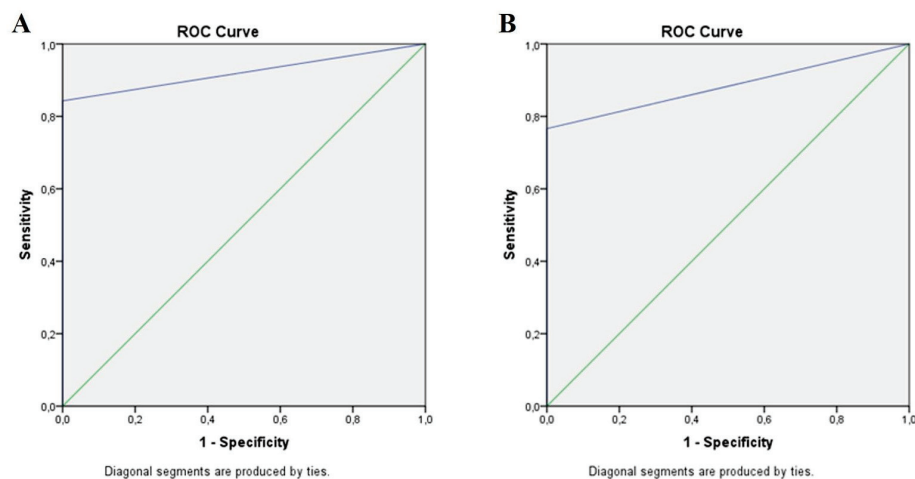 A
ROC Curve
1,0
0,8
0,6
0,4
0,2
0,0
Sensitivity
0,0 0,2 0,4 0,6 0,8 1,0
1 - Specificity
Diagonal segments are produced by ties.
B
ROC Curve
1,0
0,8
0,6
0,4
0,2
0,0
Sensitivity
0,0 0,2 0,4 0,6 0,8 1,0
1 - Specificity
Diagonal segments are produced by ties.